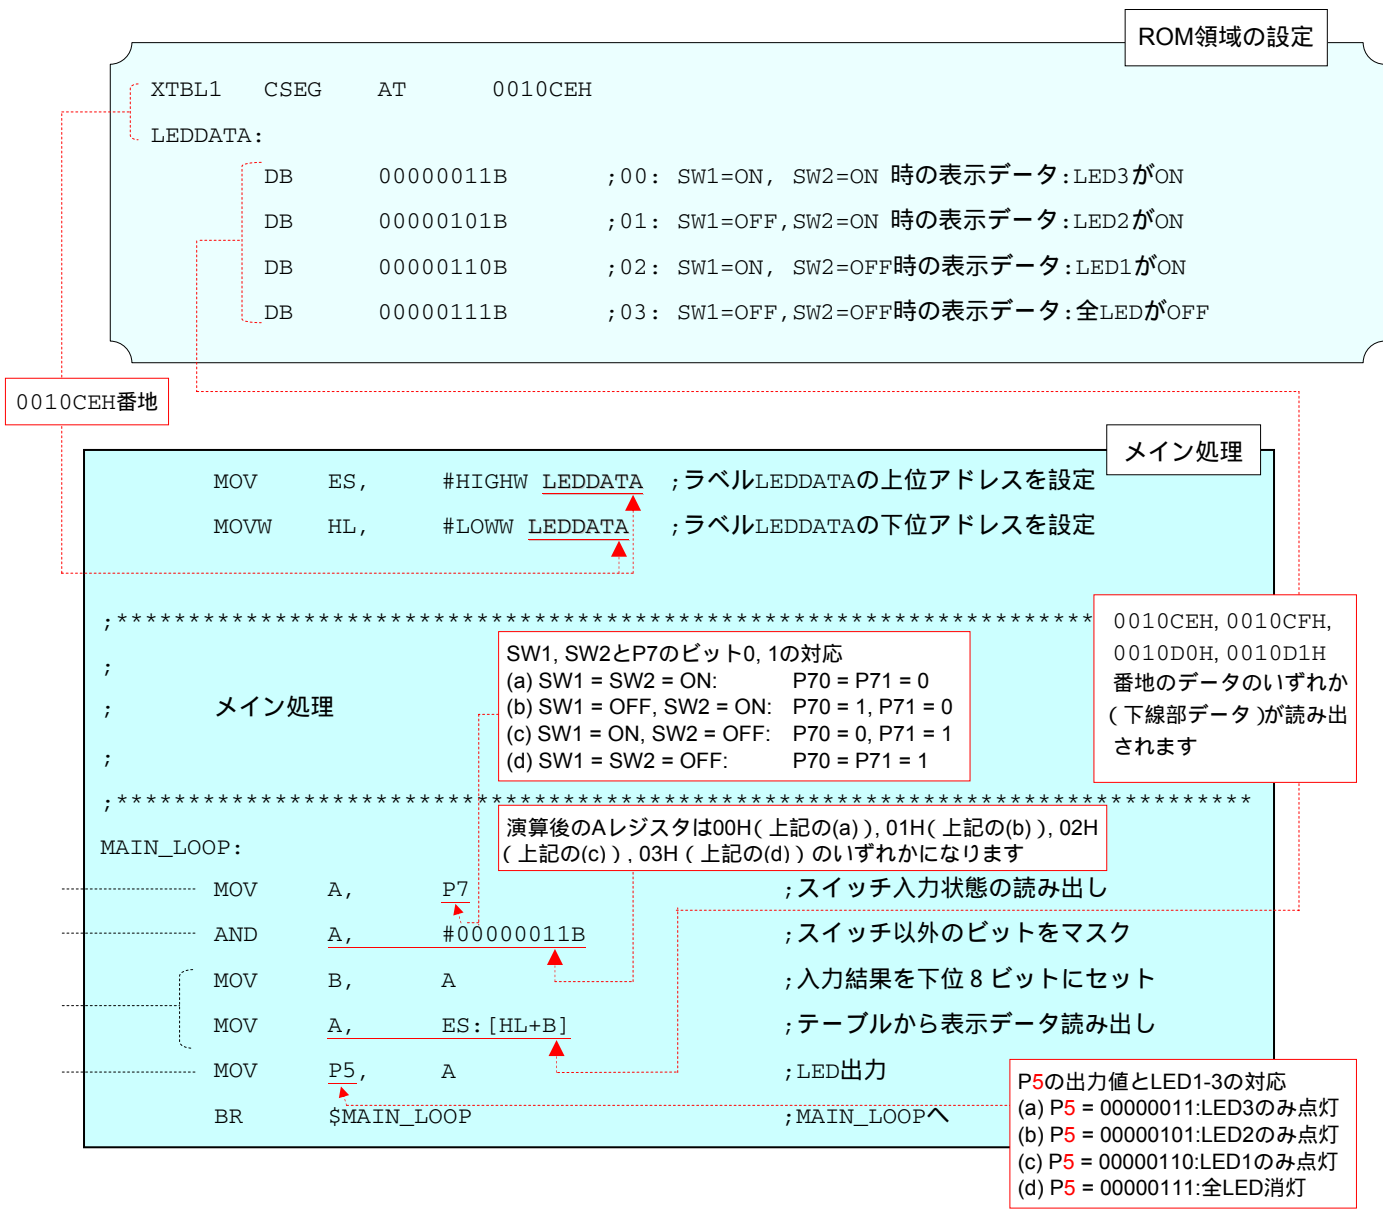 ROM領域の設定
XTBL1 CSEG AT 0010CEH
LEDDATA:
DB 00000011B ;00: SW1=ON, SW2=ON 時の表示データ:LED3がON
DB 00000101B ;01: SW1=OFF,SW2=ON 時の表示データ:LED2がON
DB 00000110B ;02: SW1=ON, SW2=OFF時の表示データ:LED1がON
DB 00000111B ;03: SW1=OFF,SW2=OFF時の表示データ:全LEDがOFF
0010CEH番地
メイン処理
MOV ES, #HIGHW LEDDATA ;ラベルLEDDATAの上位アドレスを設定
MOVW HL, #LOWW LEDDATA ;ラベルLEDDATAの下位アドレスを設定
;********************************************************************
0010CEH, 0010CFH,
0010D0H, 0010D1H
番地のデータのいずれか
(下線部データ)が読み出
されます
;
; メイン処理
;
SW1, SW2とP7のビット0, 1の対応
(a) SW1 = SW2 = ON: P70 = P71 = 0
(b) SW1 = OFF, SW2 = ON: P70 = 1, P71 = 0
(c) SW1 = ON, SW2 = OFF: P70 = 0, P71 = 1
(d) SW1 = SW2 = OFF: P70 = P71 = 1
;*******************************************************************************
演算後のAレジスタは00H(上記の(a)), 01H(上記の(b)), 02H
(上記の(c)), 03H(上記の(d))のいずれかになります
MAIN_LOOP:
MOV A, P7 ;スイッチ入力状態の読み出し
AND A, #00000011B ;スイッチ以外のビットをマスク
MOV B, A ;入力結果を下位8ビットにセット
MOV A, ES:[HL+B] ;テーブルから表示データ読み出し
MOV P5, A ;LED出力
BR $MAIN_LOOP ;MAIN_LOOPへ
P5の出力値とLED1-3の対応
(a) P5 = 00000011:LED3のみ点灯
(b) P5 = 00000101:LED2のみ点灯
(c) P5 = 00000110:LED1のみ点灯
(d) P5 = 00000111:全LED消灯